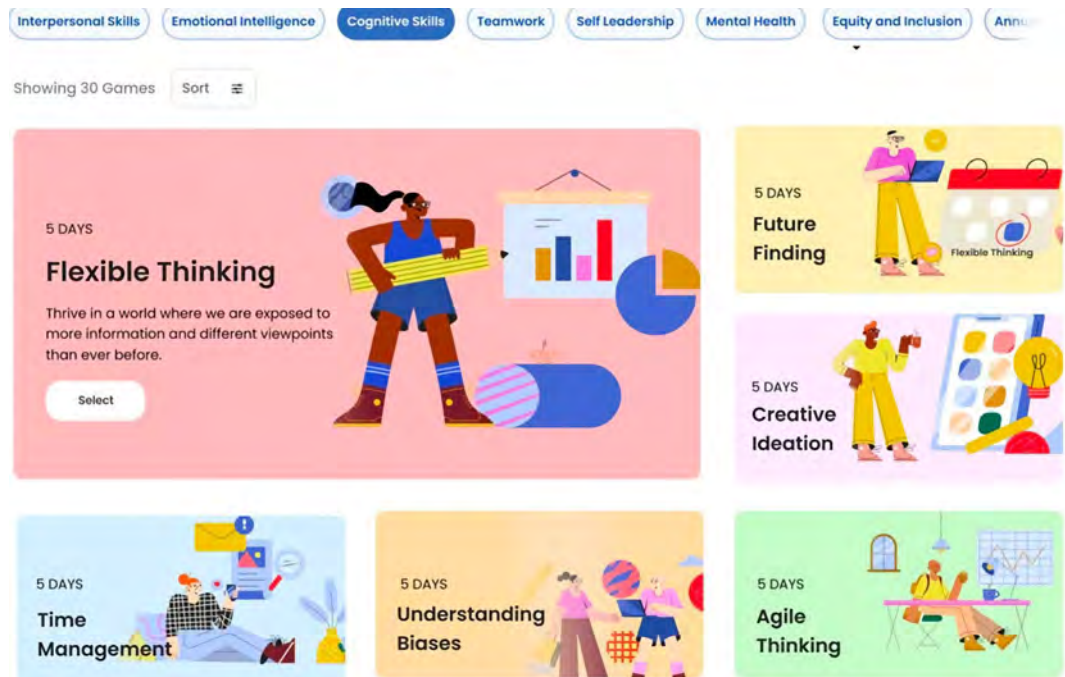 Interpersonal Skills
Emotional Intelligence
Cognitive Skills
Teamwork
Self Leadership
Mental Health
Equity and Inclusion
Showing 30 Games
Sort
5 DAYS
Flexible Thinking
Thrive in a world where we are exposed to
more information and different viewpoints
than ever before.
Select
5 DAYS
Future
Finding
Flexible Thinking
5 DAYS
Creative
Ideation
5 DAYS
Time
Management
5 DAYS
Understanding
Biases
5 DAYS
Agile
Thinking